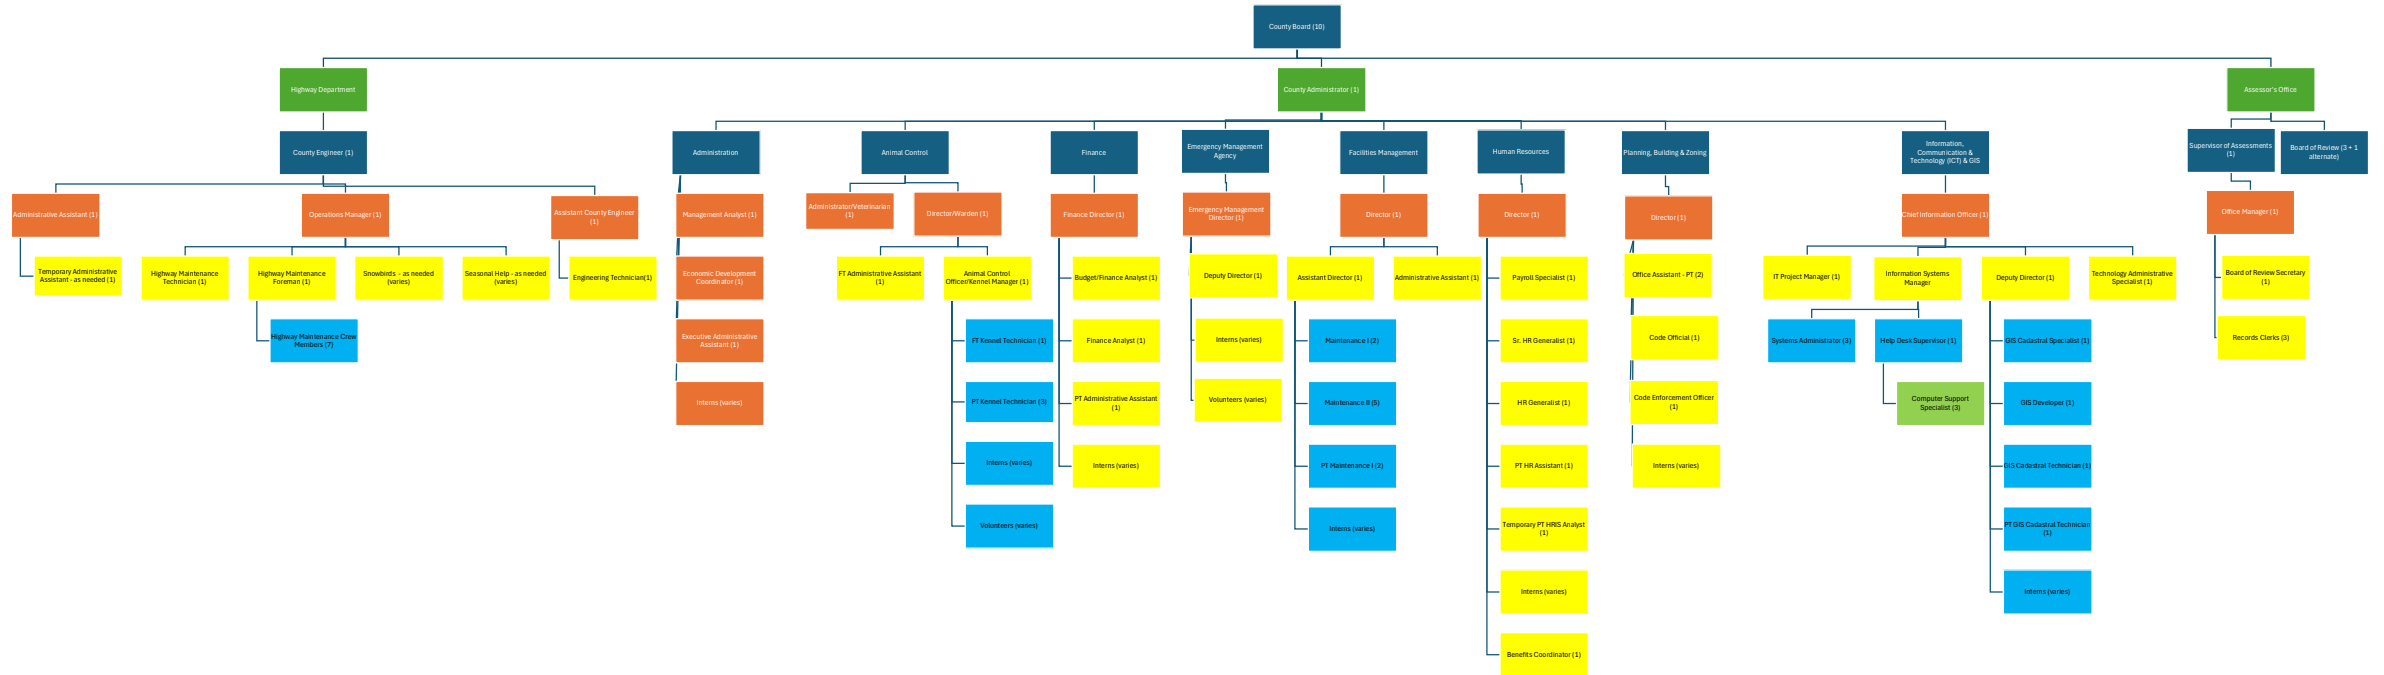 County Board (10)
Highway Department
County Administrator (1)
Assessor's Office
County Engineer (1)
Administration
Animal Control
Finance
Emergency Management
Agency
Facilities Management
Human Resources
Planning, Building & Zoning
Information,
Communication &
Technology (ICT) & GIS
Supervisor of Assessments
(1)
Board of Review (3 + 1
alternate)
Administrative Assistant (1)
Operations Manager (1)
Assistant County Engineer
(1)
Management Analyst (1)
Administrator/Veterinarian
(1)
Director/Warden (1)
Finance Director (1)
Emergency Management
Director (1)
Director (1)
Director (1)
Director (1)
Chief Information Officer (1)
Office Manager (1)
Temporary Administrative
Assistant - as needed (1)
Highway Maintenance
Technician (1)
Highway Maintenance
Foreman (1)
Snowbirds - as needed
(varies)
Seasonal Help - as needed
(varies)
Engineering Technician(1)
Economic Development
Coordinator (1)
FT Administrative Assistant
(1)
Animal Control
Officer/Kennel Manager (1)
Budget/Finance Analyst (1)
Deputy Director (1)
Assistant Director (1)
Administrative Assistant (1)
Payroll Specialist (1)
Office Assistant - PT (2)
IT Project Manager (1)
Information Systems
Manager
Deputy Director (1)
Technology Administrative
Specialist (1)
Board of Review Secretary
(1)
Highway Maintenance Crew
Members (7)
Executive Administrative
Assistant (1)
FT Kennel Technician (1)
Finance Analyst (1)
Interns (varies)
Maintenance I (2)
Sr. HR Generalist (1)
Code Official (1)
Systems Administrator (3)
Help Desk Supervisor (1)
GIS Cadastral Specialist (1)
Records Clerks (3)
Interns (varies)
PT Kennel Technician (3)
PT Administrative Assistant
(1)
Volunteers (varies)
Maintenance II (5)
HR Generalist (1)
Code Enforcement Officer
(1)
Computer Support
Specialist (3)
GIS Developer (1)
Interns (varies)
Interns (varies)
PT Maintenance I (2)
PT HR Assistant (1)
Interns (varies)
GIS Cadastral Technician (1)
Volunteers (varies)
Interns (varies)
Temporary PT HRIS Analyst
(1)
PT GIS Cadastral Technician
(1)
Interns (varies)
Interns (varies)
Benefits Coordinator (1)